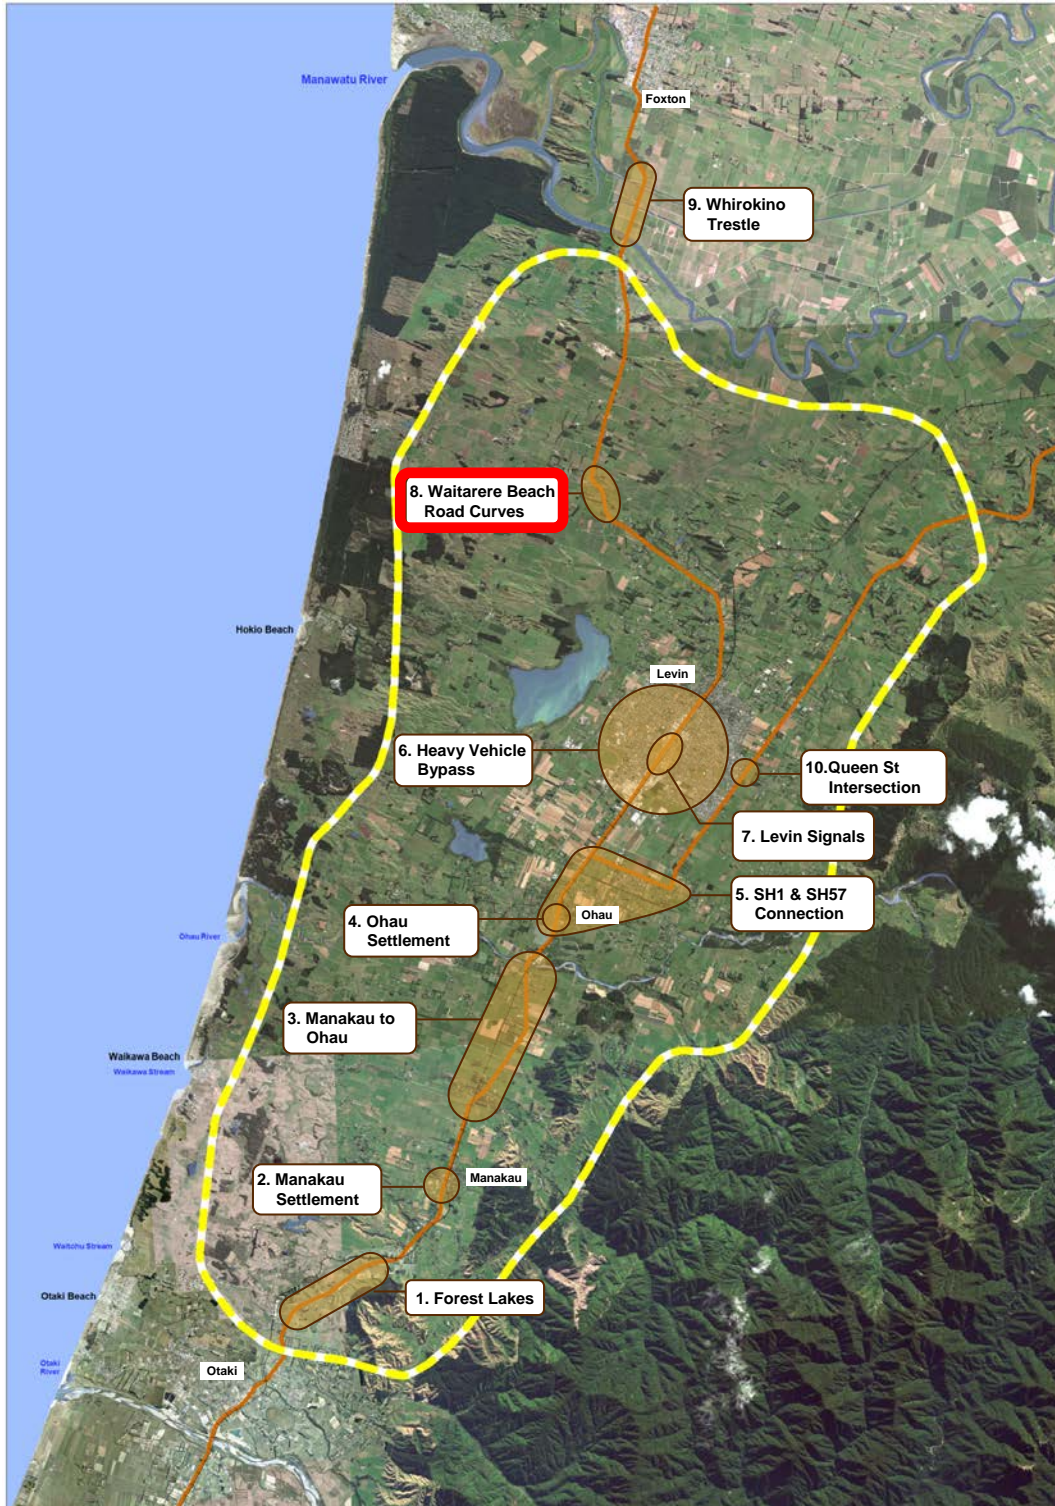 Manawatu River
Foxton
9. Whirokino
Trestle
8. Waitarere Beach
Road Curves
Hokio Beach
Levin
6. Heavy Vehicle
Bypass
10.Queen St
Intersection
7. Levin Signals
5. SH1 & SH57
Connection
4. Ohau
Settlement
Ohau
Ohau River
3. Manakau to
Ohau
Waikawa Beach
Waikawa Stream
2. Manakau
Settlement
Manakau
Waitohu Stream
1. Forest Lakes
Otaki Beach
Otaki
River
Otaki